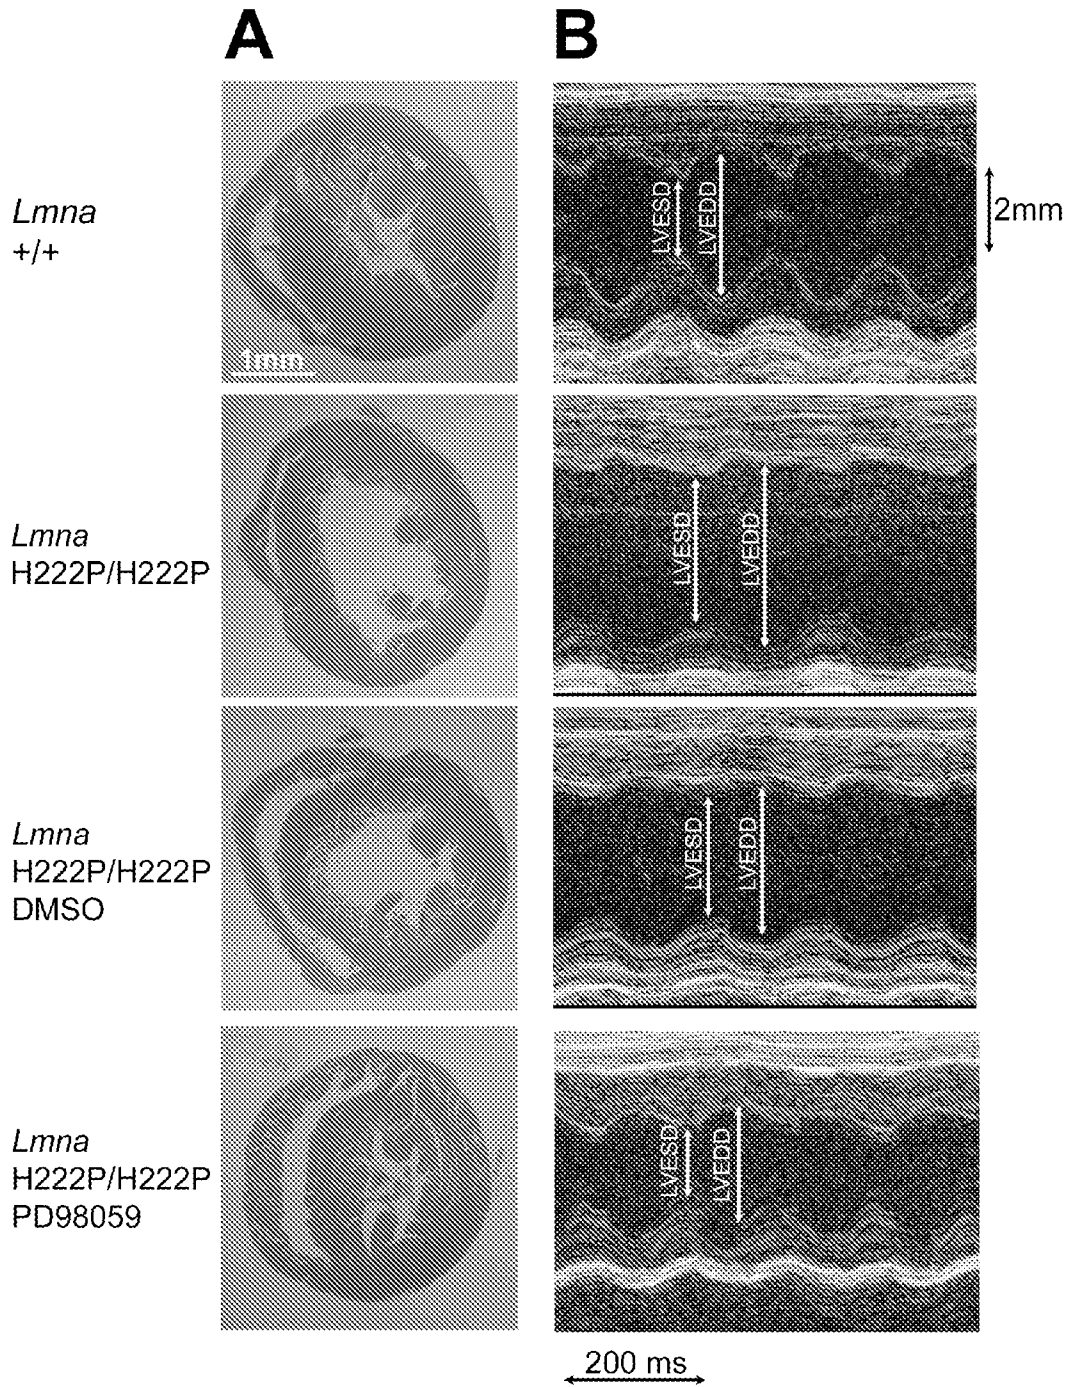 A B
Lmna
+/+
1mm
LVESD LVEDD
2mm
Lmna
H222P/H222P
LVESD LVEDD
Lmna
H222P/H222P
DMSO
LVESD LVEDD
Lmna
H222P/H222P
PD98059
LVESD LVEDD
200 ms